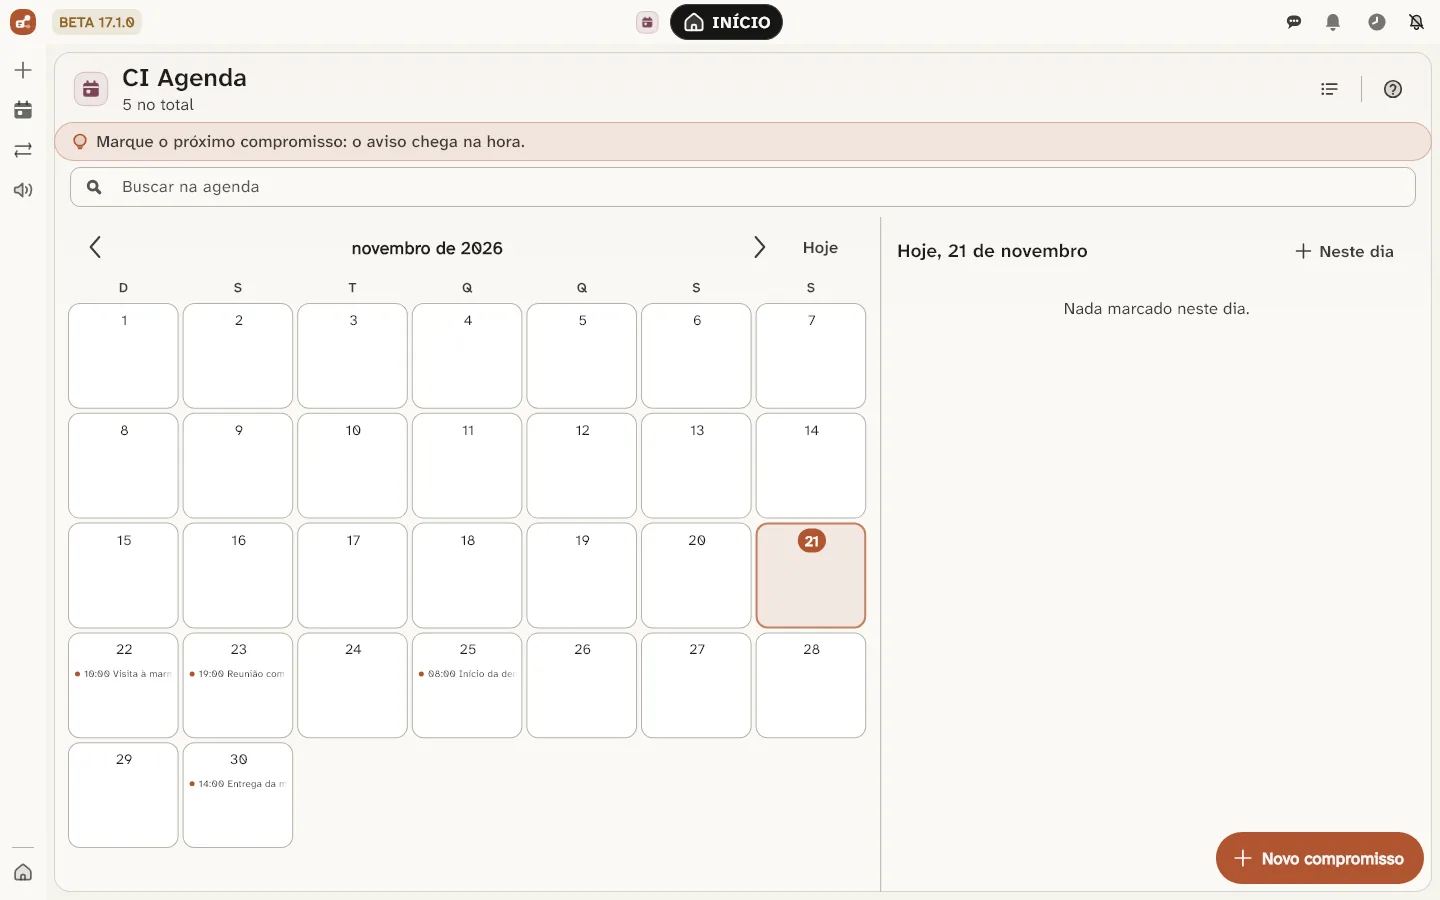 BETA 17.1.0
INÍCIO
CI Agenda
5 no total
Marque o próximo compromisso: o aviso chega na hora.
Buscar na agenda
novembro de 2026
Hoje
D S T Q Q S S
1 2 3 4 5 6 7
8 9 10 11 12 13 14
15 16 17 18 19 20 21
22 23 24 25 26 27 28
10:00 Visita à
19:00 Reunião com
08:00 Início da
29 30
14:00 Entrega da
Hoje, 21 de novembro
Neste dia
Nada marcado neste dia.
Novo compromisso